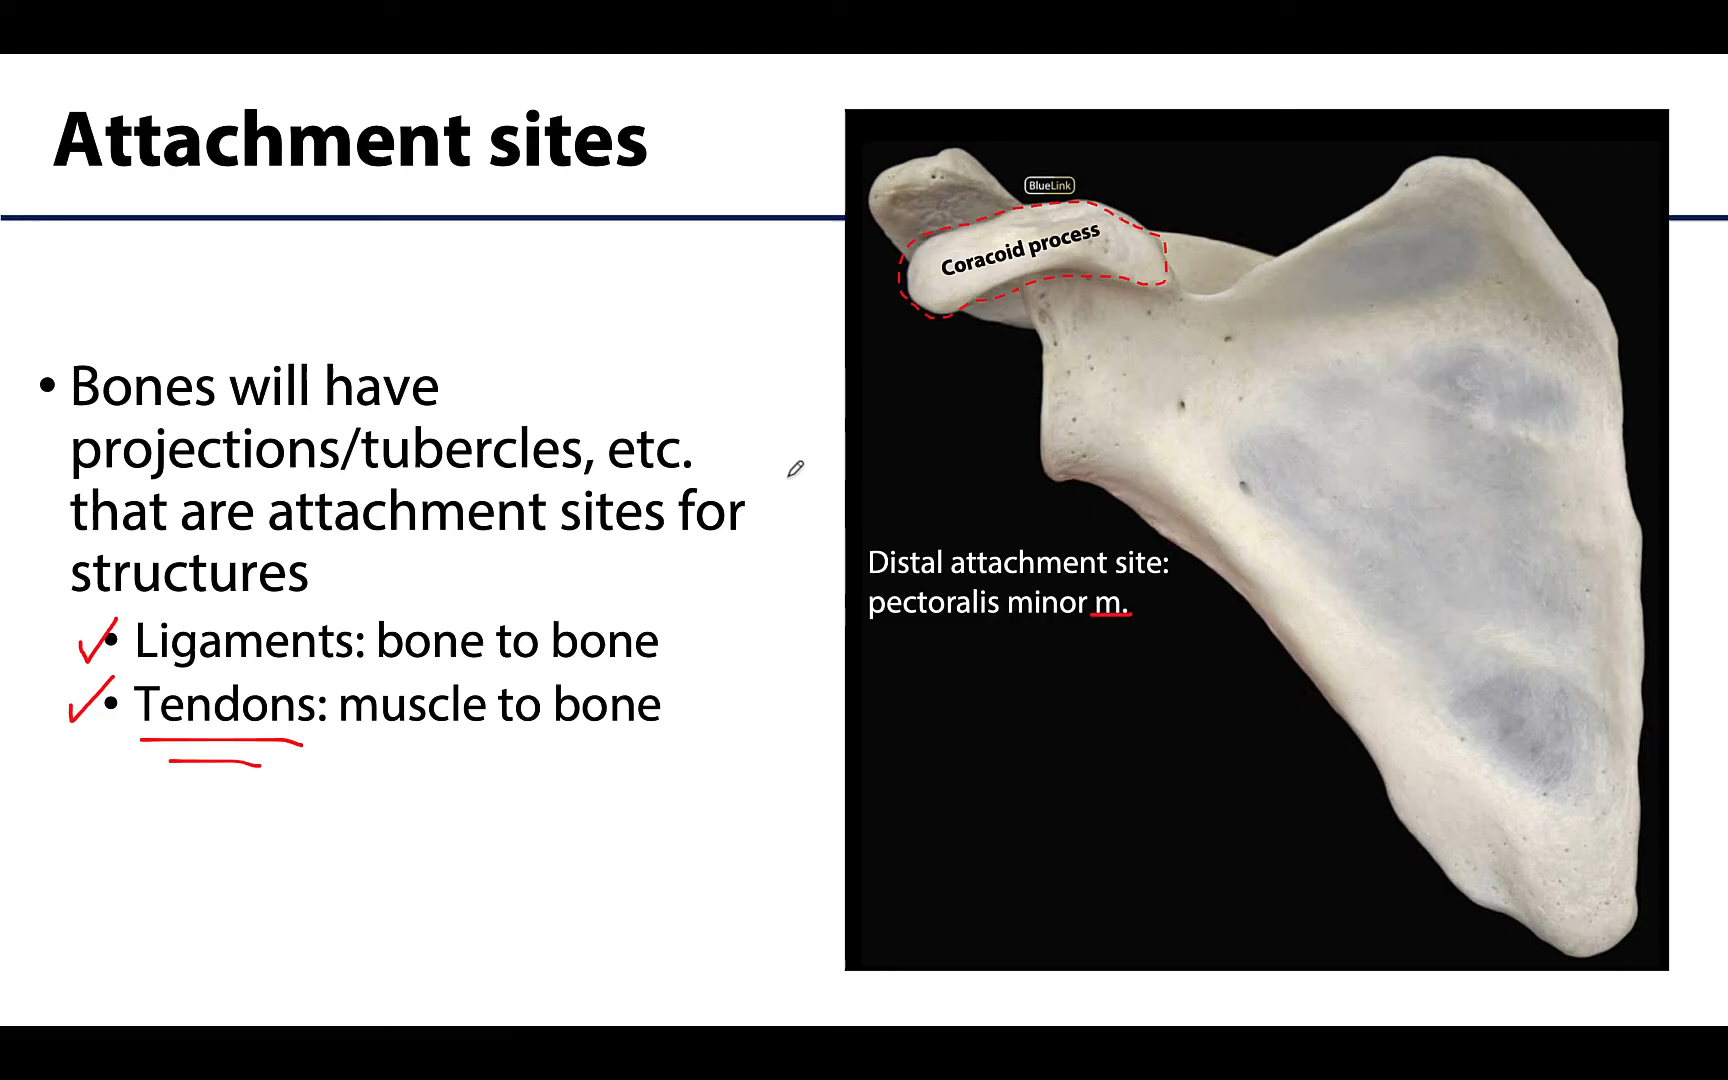 Attachment sites
BlueLink
Coracoid process
• Bones will have
projections/tubercles, etc.
that are attachment sites for
structures
• Ligaments: bone to bone
• Tendons: muscle to bone
Distal attachment site:
pectoralis minor m.